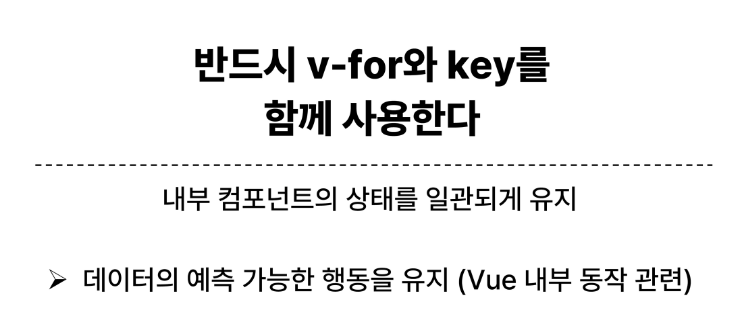 반드시 v-for와 key를
함께 사용한다
내부 컴포넌트의 상태를 일관되게 유지
➢ 데이터의 예측 가능한 행동을 유지 (Vue 내부 동작 관련)